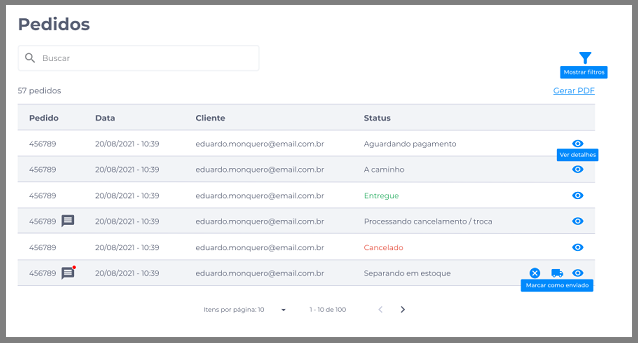 Pedidos
Buscar
Mostrar filtros
57 pedidos
Gerar PDF
Pedido Data Cliente Status
456789 20/08/2021 - 10:39 eduardo.monquero@email.com.br Aguardando pagamento
Ver detalhes
456789 20/08/2021 - 10:39 eduardo.monquero@email.com.br A caminho
456789 20/08/2021 - 10:39 eduardo.monquero@email.com.br Entregue
456789 20/08/2021 - 10:39 eduardo.monquero@email.com.br Processando cancelamento / troca
456789 20/08/2021 - 10:39 eduardo.monquero@email.com.br Cancelado
456789 20/08/2021 - 10:39 eduardo.monquero@email.com.br Separando em estoque
Marcar como enviado
Itens por página: 10 1 - 10 de 100